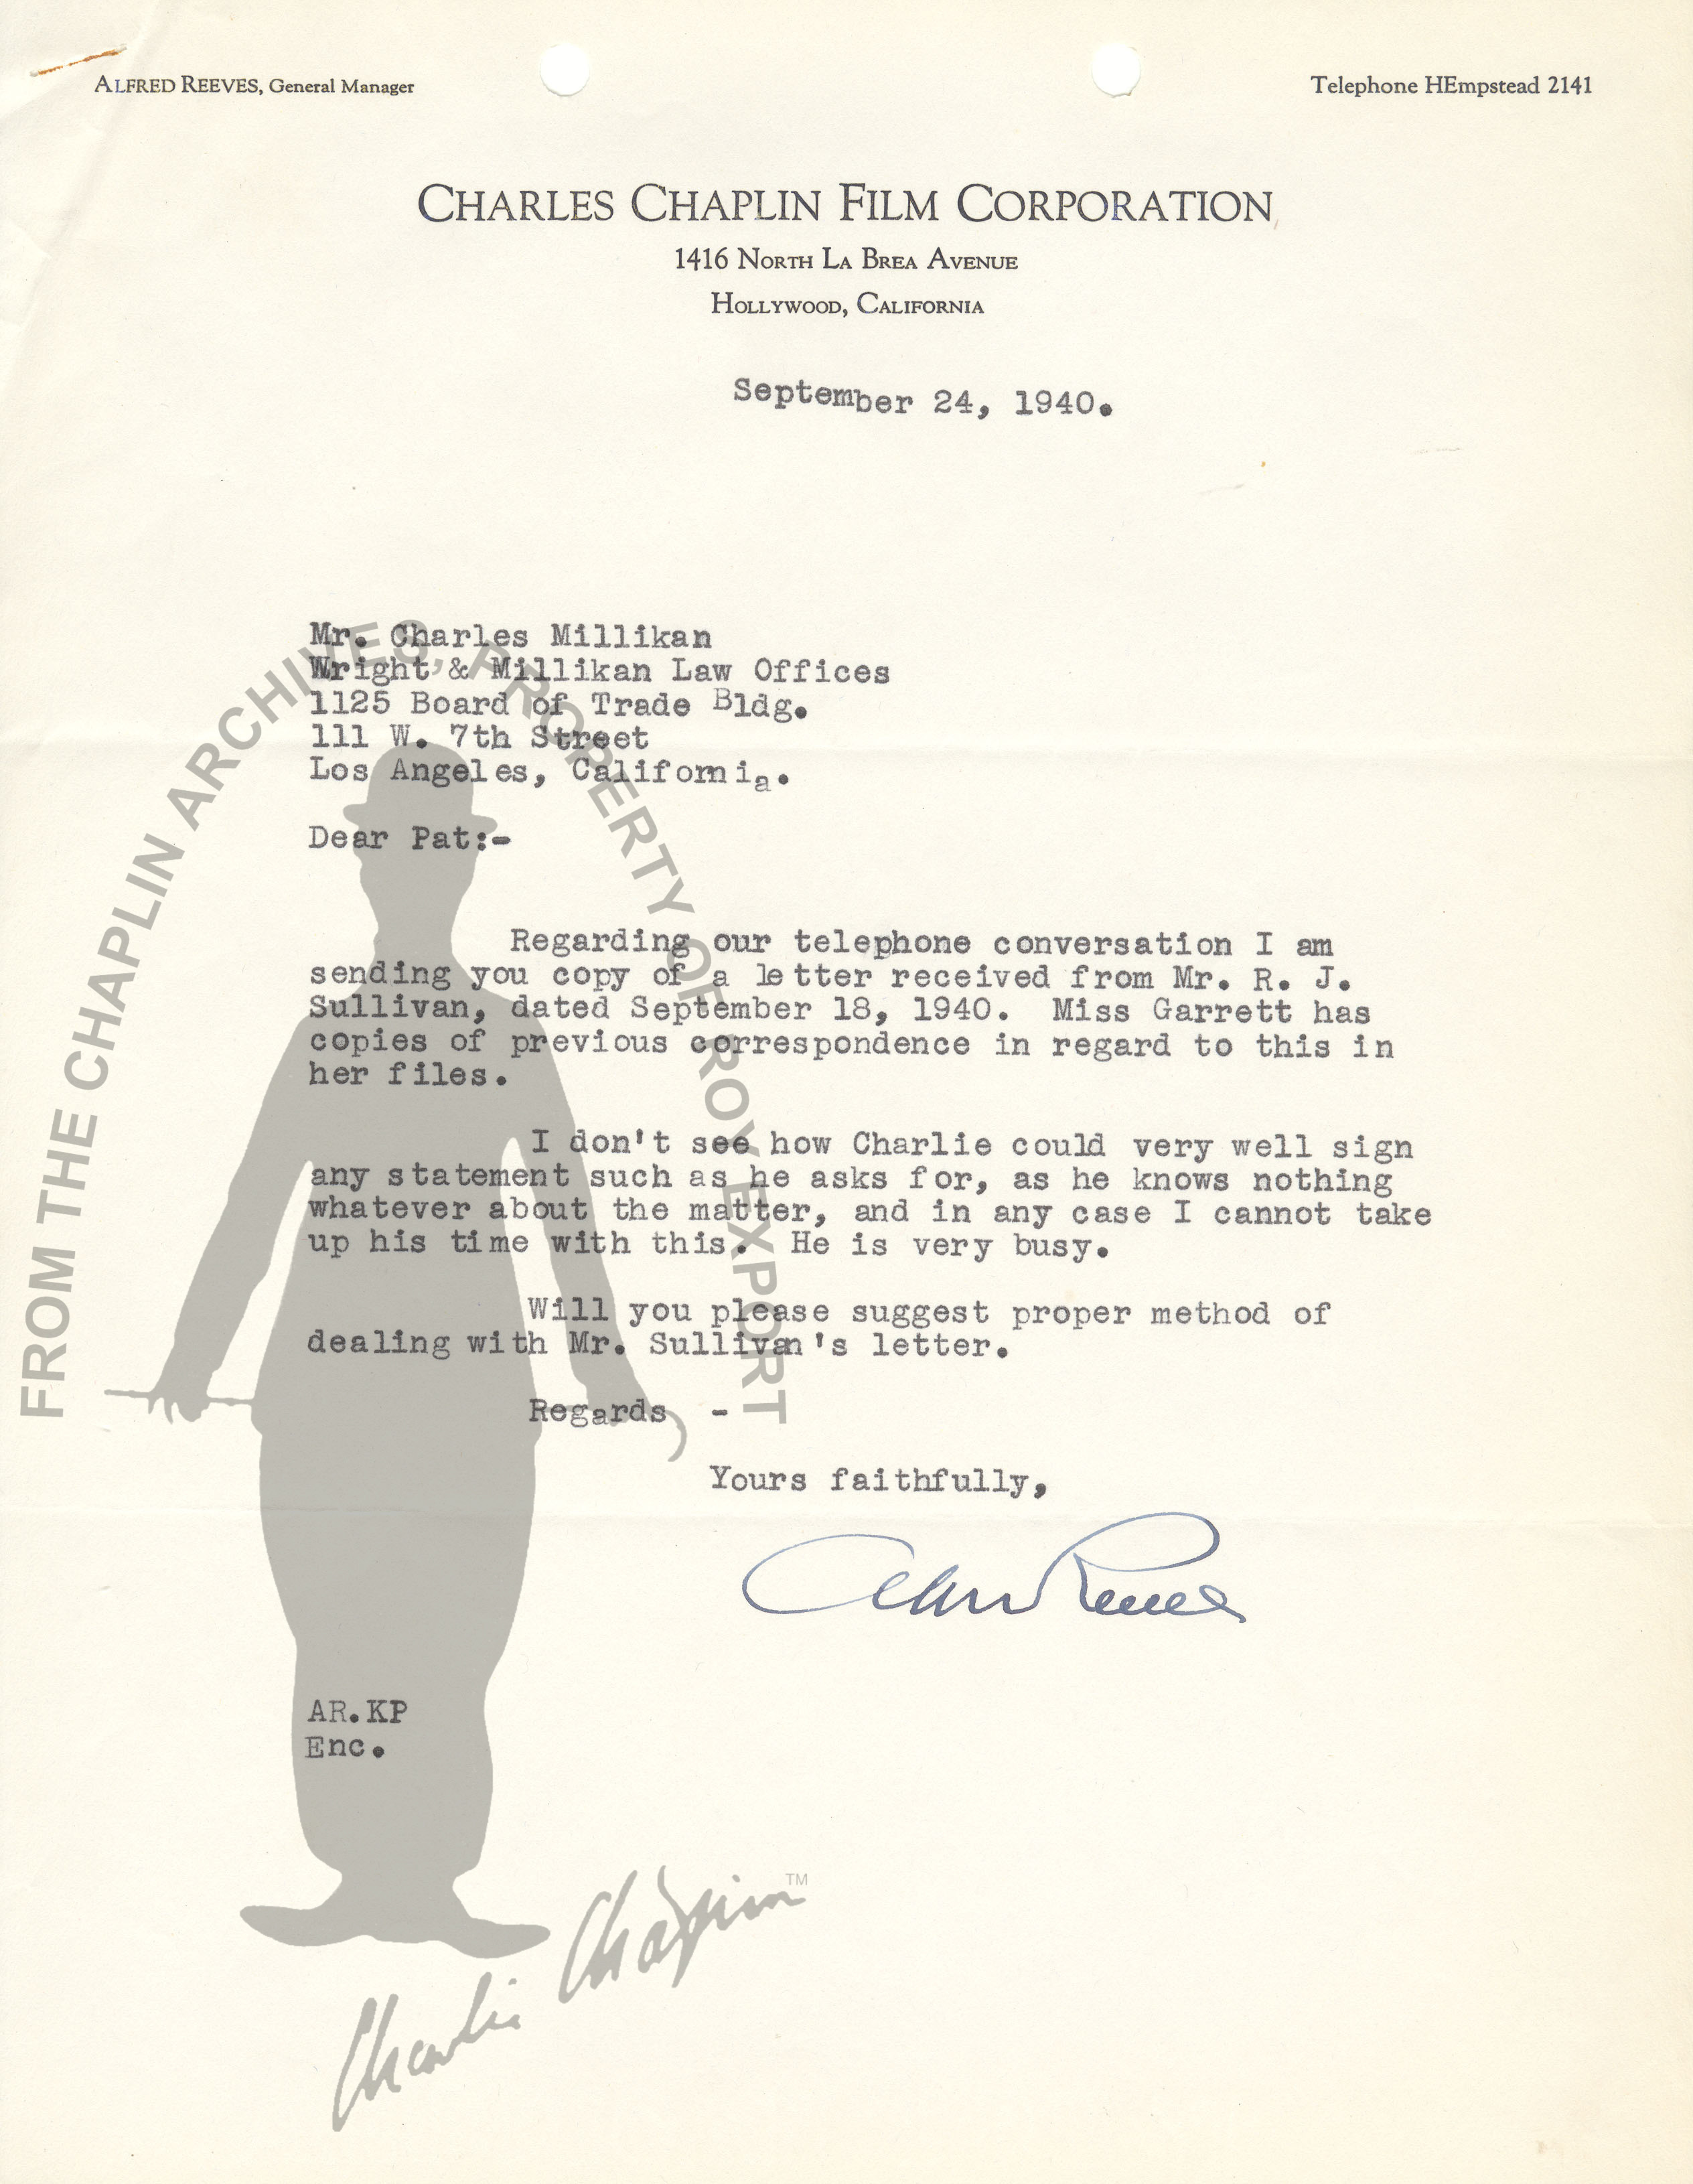 ALFRED REEVES, General Manager
Telephone HEmpstead 2141
CHARLES CHAPLIN FILM CORPORATION
1416 NORTH LA BREA AVENUE
HOLLYWOOD, CALIFORNIA
September 24, 1940.
Mr. Charles Millikan
Wright & Millikan Law Offices
1125 Board of Trade Bldg.
111 W. 7th Street
Los Angeles, California.
Dear Pat:-
Regarding our telephone conversation I am
sending you copy of a letter received from Mr. R. J.
Sullivan, dated September 18, 1940. Miss Garrett has
copies of previous correspondence in regard to this in
her files.
I don't see how Charlie could very well sign
any statement such as he asks for, as he knows nothing
whatever about the matter, and in any case I cannot take
up his time with this. He is very busy.
Will you please suggest proper method of
dealing with Mr. Sullivan's letter.
Regards -
Yours faithfully,
Alf Reeves
AR.KP
Enc.
FROM THE CHAPLIN ARCHIVES, PROPERTY OF ROY EXPORT
Charlie Chaplin™